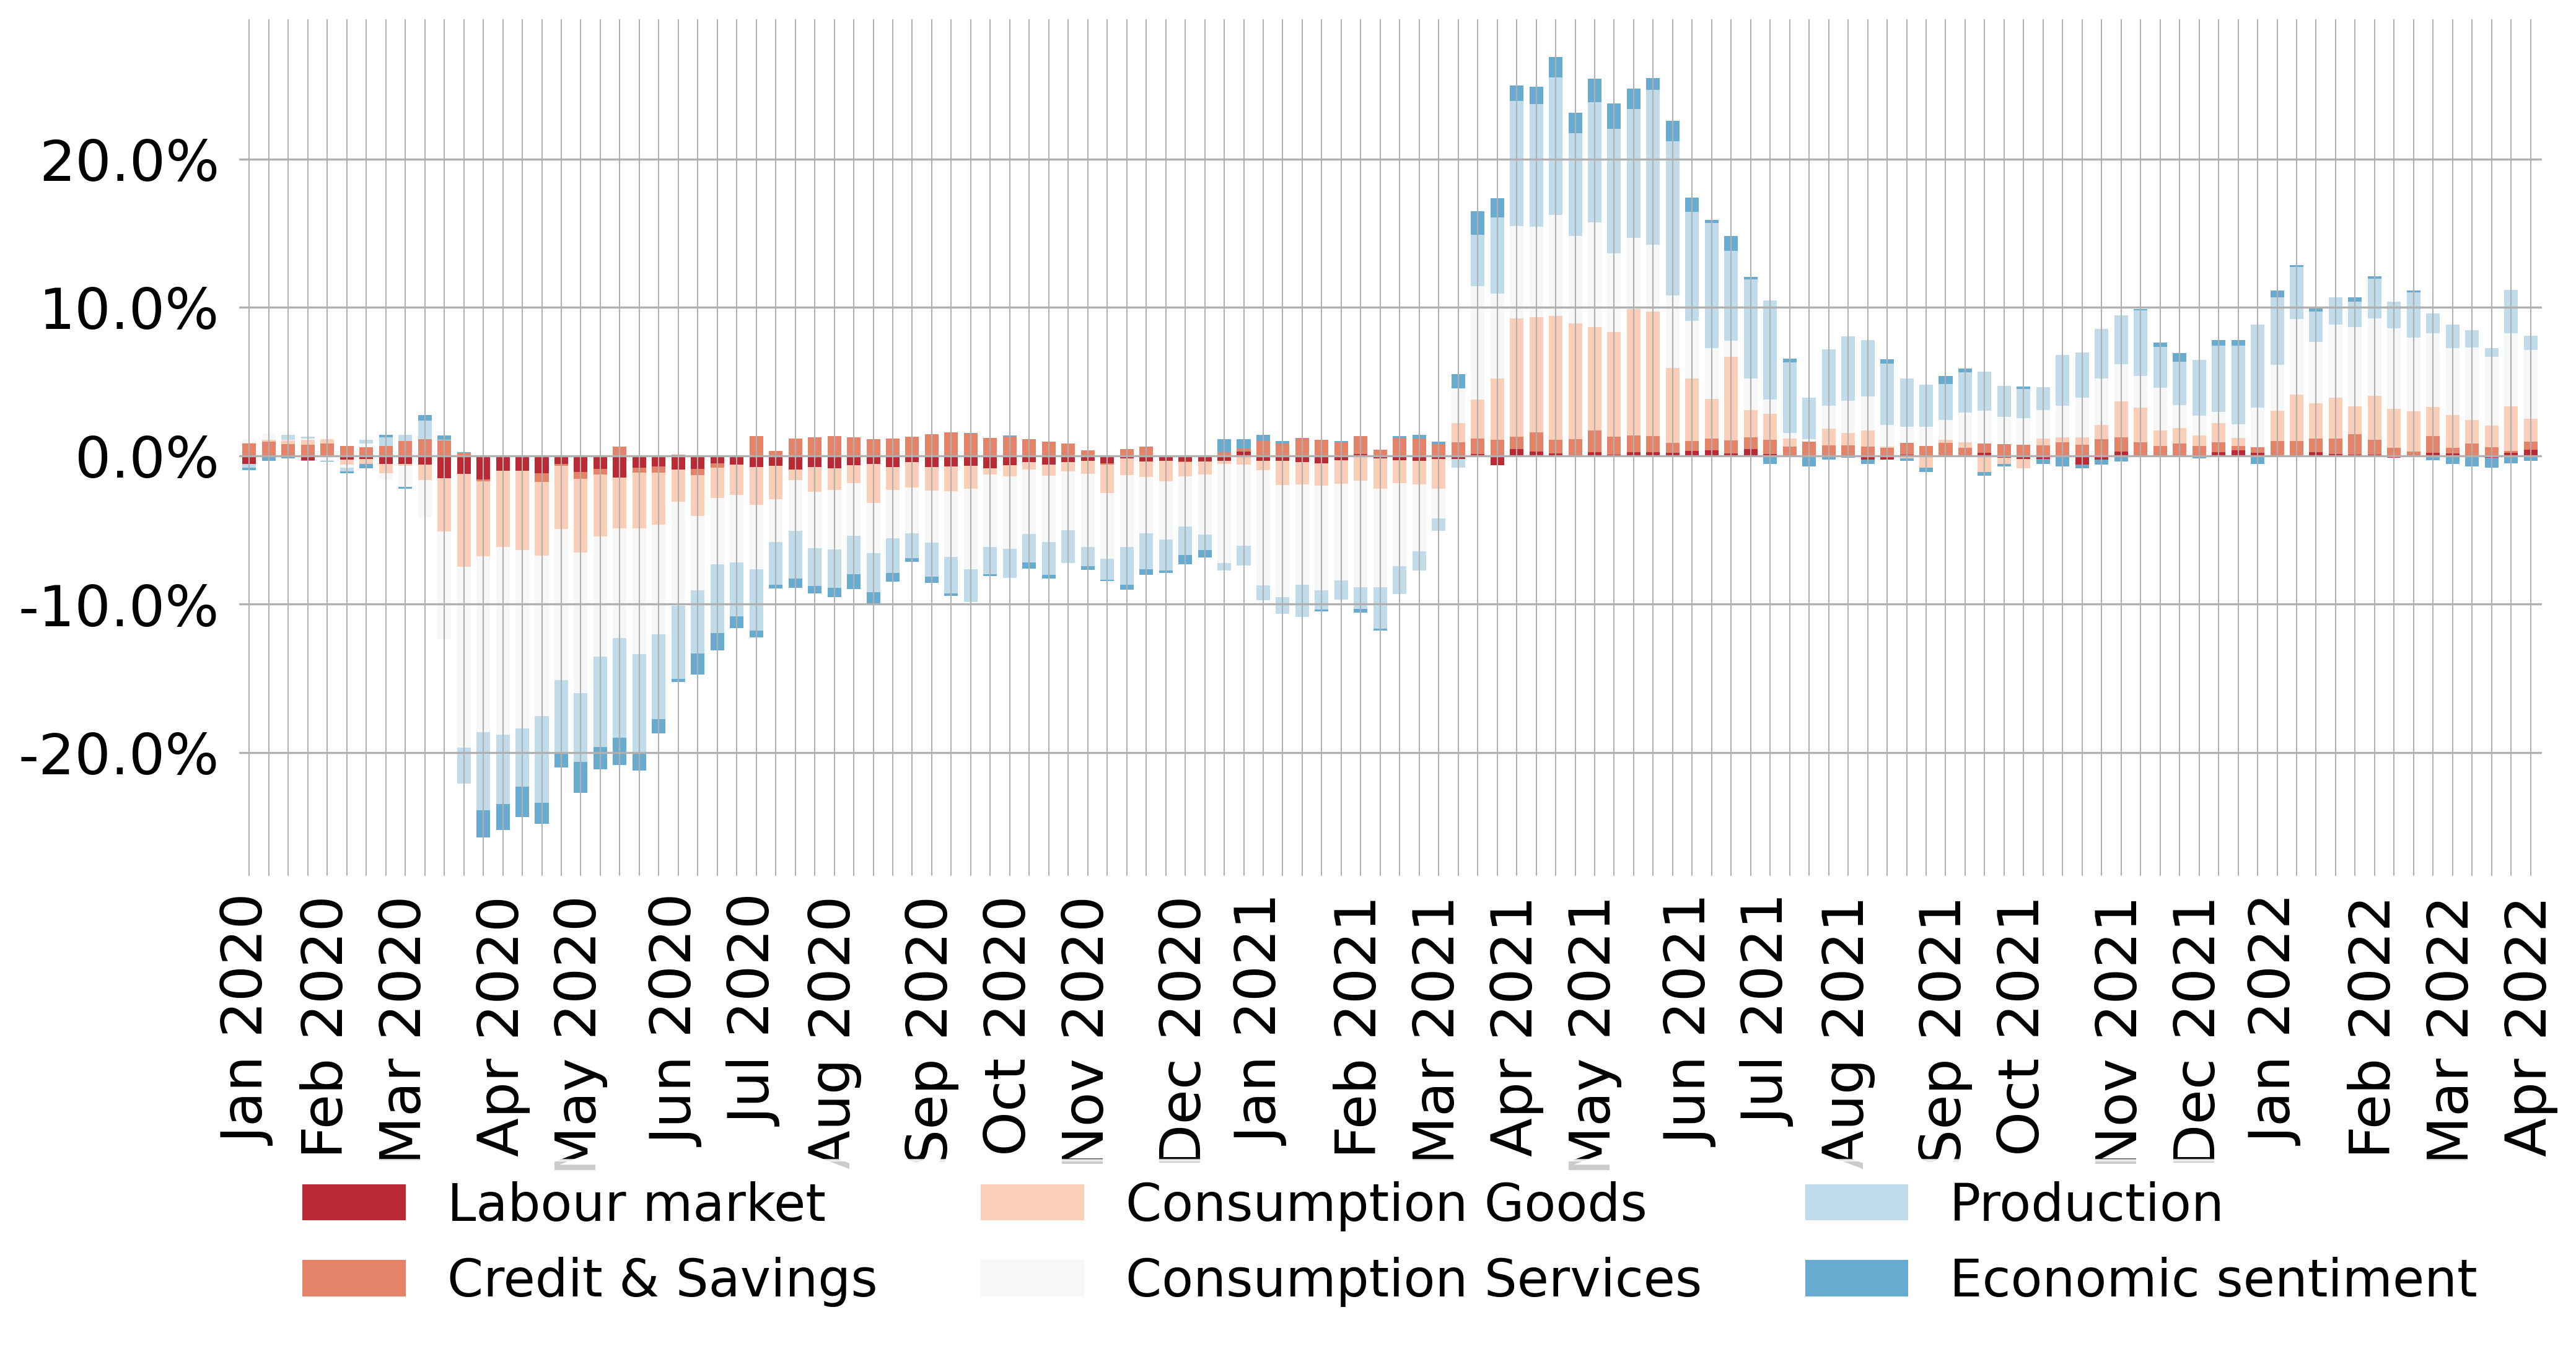 20.0%
10.0%
0.0%
-10.0%
-20.0%
Jan 2020
Feb 2020
Mar 2020
Apr 2020
May 2020
Jun 2020
Jul 2020
Aug 2020
Sep 2020
Oct 2020
Nov 2020
Dec 2020
Jan 2021
Feb 2021
Mar 2021
Apr 2021
May 2021
Jun 2021
Jul 2021
Aug 2021
Sep 2021
Oct 2021
Nov 2021
Dec 2021
Jan 2022
Feb 2022
Mar 2022
Apr 2022
Labour market
Credit & Savings
Consumption Goods
Consumption Services
Production
Economic sentiment